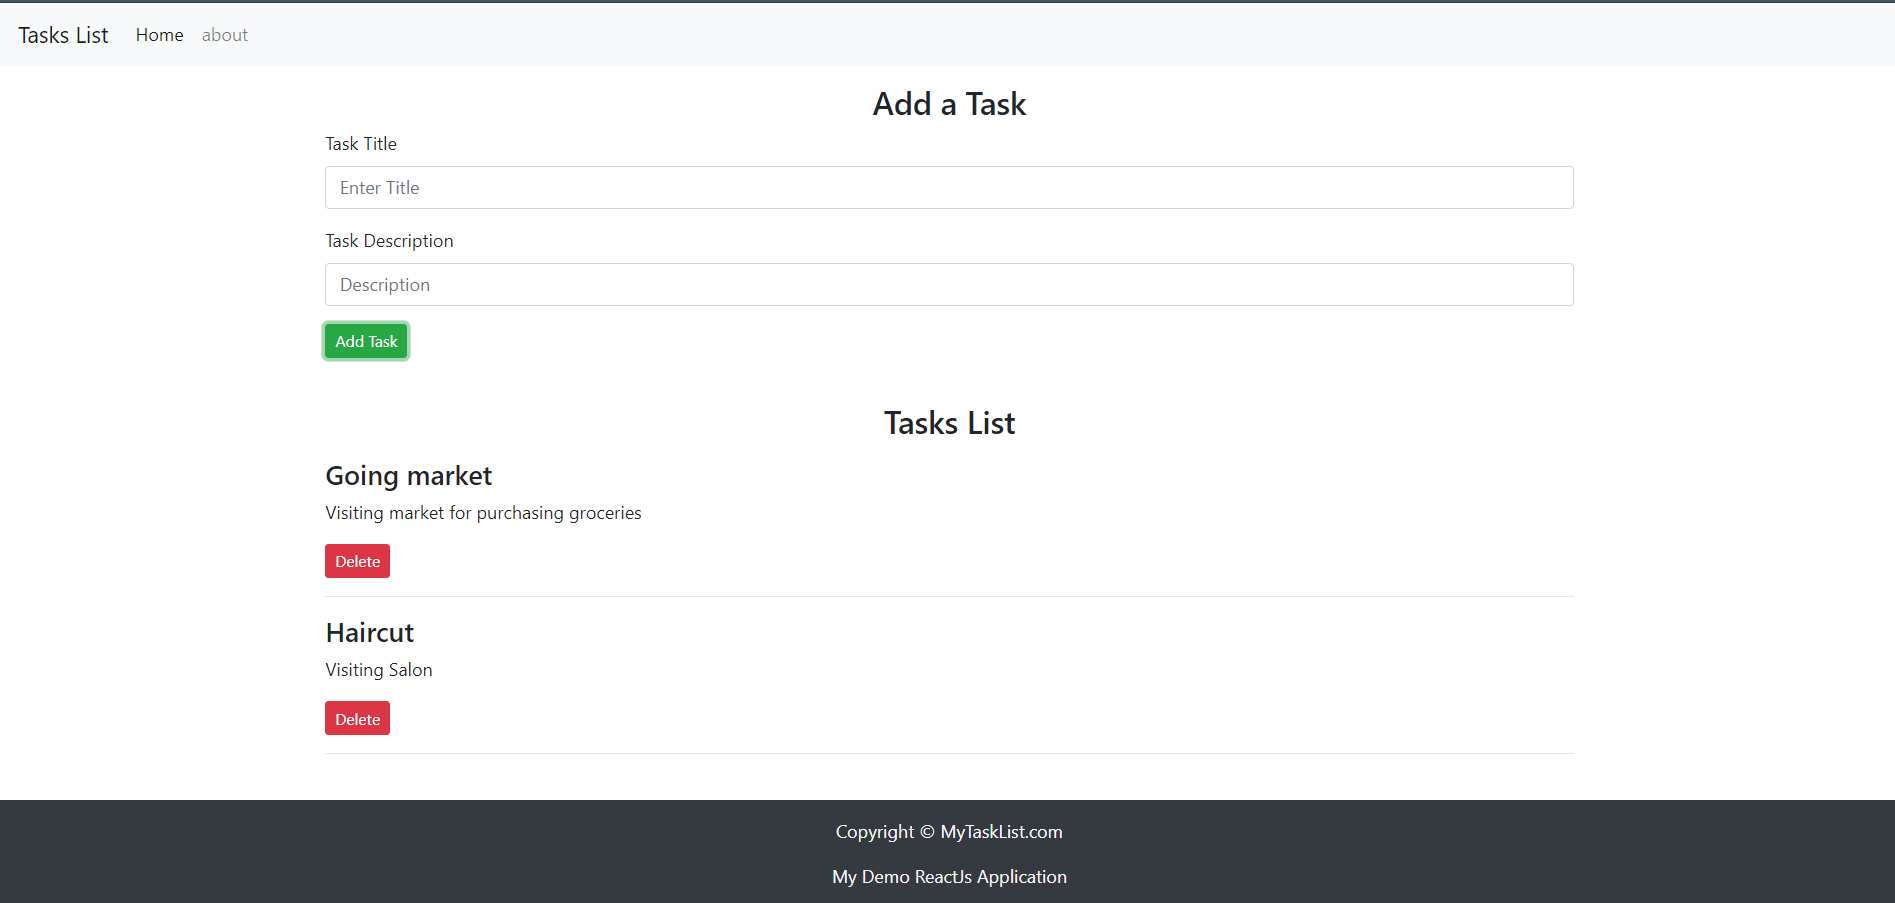 Tasks List Home about
Add a Task
Task Title
Enter Title
Task Description
Description
Add Task
Tasks List
Going market
Visiting market for purchasing groceries
Delete
Haircut
Visiting Salon
Delete
Copyright © MyTaskList.com
My Demo ReactJs Application